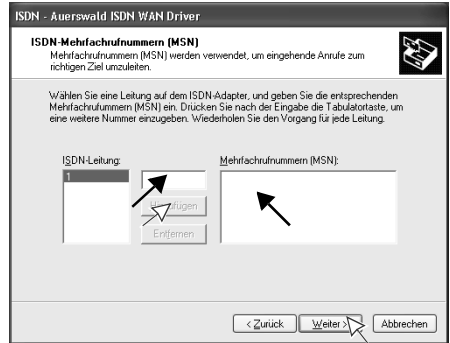 ISDN - Auerswald ISDN WAN Driver
ISDN-Mehrfachrufnummern (MSN)
Mehrfachrufnummern (MSN) werden verwendet, um eingehende Anrufe zum
richtigen Ziel umzuleiten.
Wählen Sie eine Leitung auf dem ISDN-Adapter, und geben Sie die entsprechenden
Mehrfachrufummern (MSN) ein. Drücken Sie nach der Eingabe die Tabulatortaste, um
eine weitere Nummer einzugeben. Wiederholen Sie den Vorgang für jede Leitung.
ISDN-Leitung:
Mehrfachrufnummern (MSN):
1
Entfernen
< Zurück
Weiter >
Abbrechen